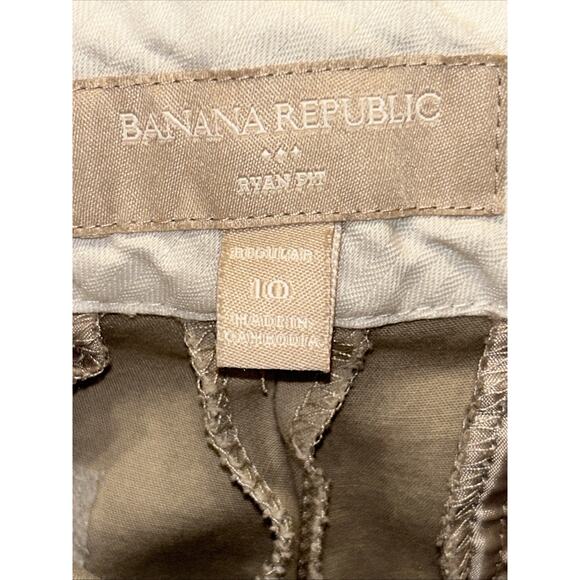 BANANA REPUBLIC
RYAN FIT
REGULAR
10
MADE IN
CAMBODIA